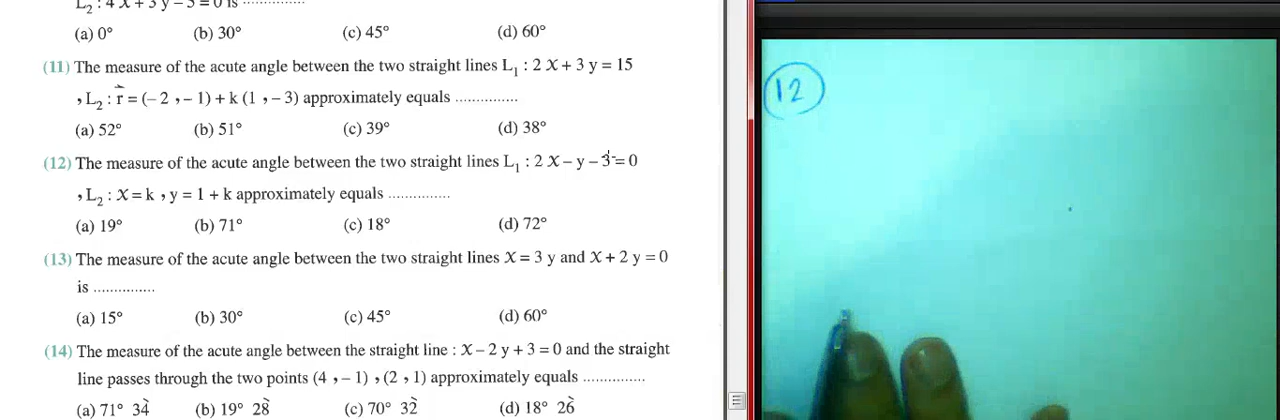 L₂ : 4 X + 3 y − 5 = 0 is ...............
(a) 0° (b) 30° (c) 45° (d) 60°
(11) The measure of the acute angle between the two straight lines L₁ : 2 X + 3 y = 15
, L₂ : r⃗ = (– 2 , – 1) + k (1 , – 3) approximately equals ...............
(a) 52° (b) 51° (c) 39° (d) 38°
(12) The measure of the acute angle between the two straight lines L₁ : 2 X – y – 3 = 0
, L₂ : X = k , y = 1 + k approximately equals ...............
(a) 19° (b) 71° (c) 18° (d) 72°
(13) The measure of the acute angle between the two straight lines X = 3 y and X + 2 y = 0
is ...............
(a) 15° (b) 30° (c) 45° (d) 60°
(14) The measure of the acute angle between the straight line : X – 2 y + 3 = 0 and the straight
line passes through the two points (4 , – 1) , (2 , 1) approximately equals ...............
(a) 71° 34̀ (b) 19° 28̀ (c) 70° 32̀ (d) 18° 26̀
12